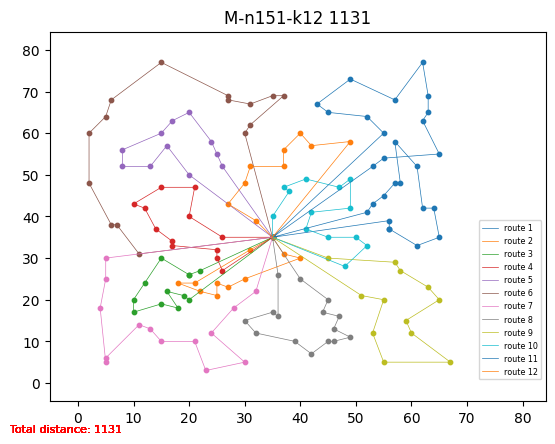 M-n151-k12 1131
80
70
60
50
40
30
20
10
0
0 10 20 30 40 50 60 70 80
route 1
route 2
route 3
route 4
route 5
route 6
route 7
route 8
route 9
route 10
route 11
route 12
Total distance: 1131